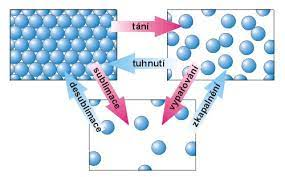 tání
tuhnutí
sublimace
desublimace
vypařování
zkapalnění